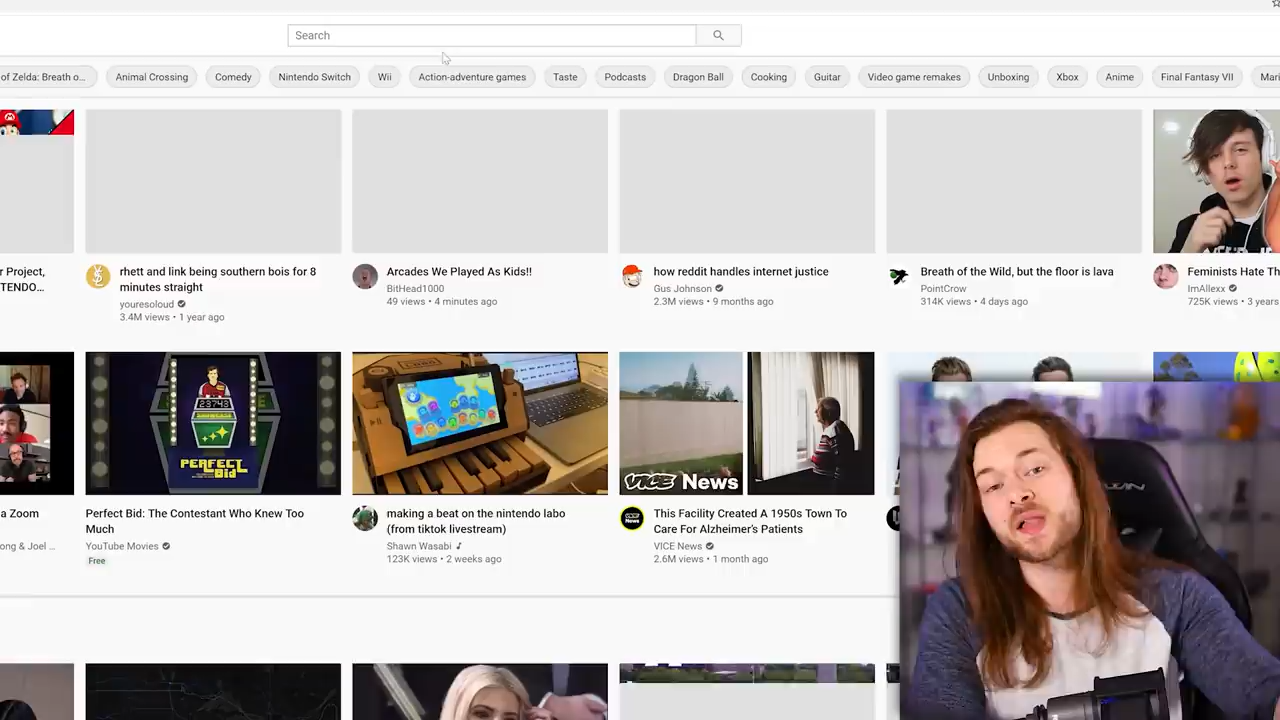 Search
of Zelda: Breath o... Animal Crossing Comedy Nintendo Switch Wii Action-adventure games Taste Podcasts Dragon Ball Cooking Guitar Video game remakes Unboxing Xbox Anime Final Fantasy VII Mari
r Project,
TENDO...
rhett and link being southern bois for 8
minutes straight
youresoloud
3.4M views • 1 year ago
Arcades We Played As Kids!!
BitHead1000
49 views • 4 minutes ago
how reddit handles internet justice
Gus Johnson
2.3M views • 9 months ago
Breath of the Wild, but the floor is lava
PointCrow
314K views • 4 days ago
Feminists Hate Th
ImAllexx
725K views • 3 years
23743
SHOWCASE
PERFECT
BID
VICE News
a Zoom
ong & Joel ...
Perfect Bid: The Contestant Who Knew Too
Much
YouTube Movies
Free
making a beat on the nintendo labo
(from tiktok livestream)
Shawn Wasabi
123K views • 2 weeks ago
This Facility Created A 1950s Town To
Care For Alzheimer's Patients
VICE News
2.6M views • 1 month ago